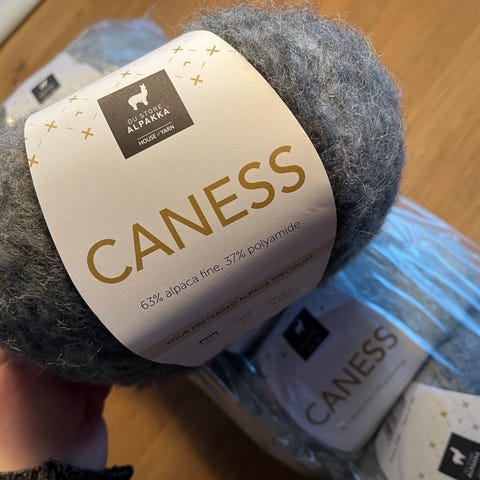 DU STORE
ALPAKKA
HOUSE OF YARN
CANESS
63% alpaca fine, 37% polyamide
YOUR PREFERRED ALPACA SPECIALIST
CANESS